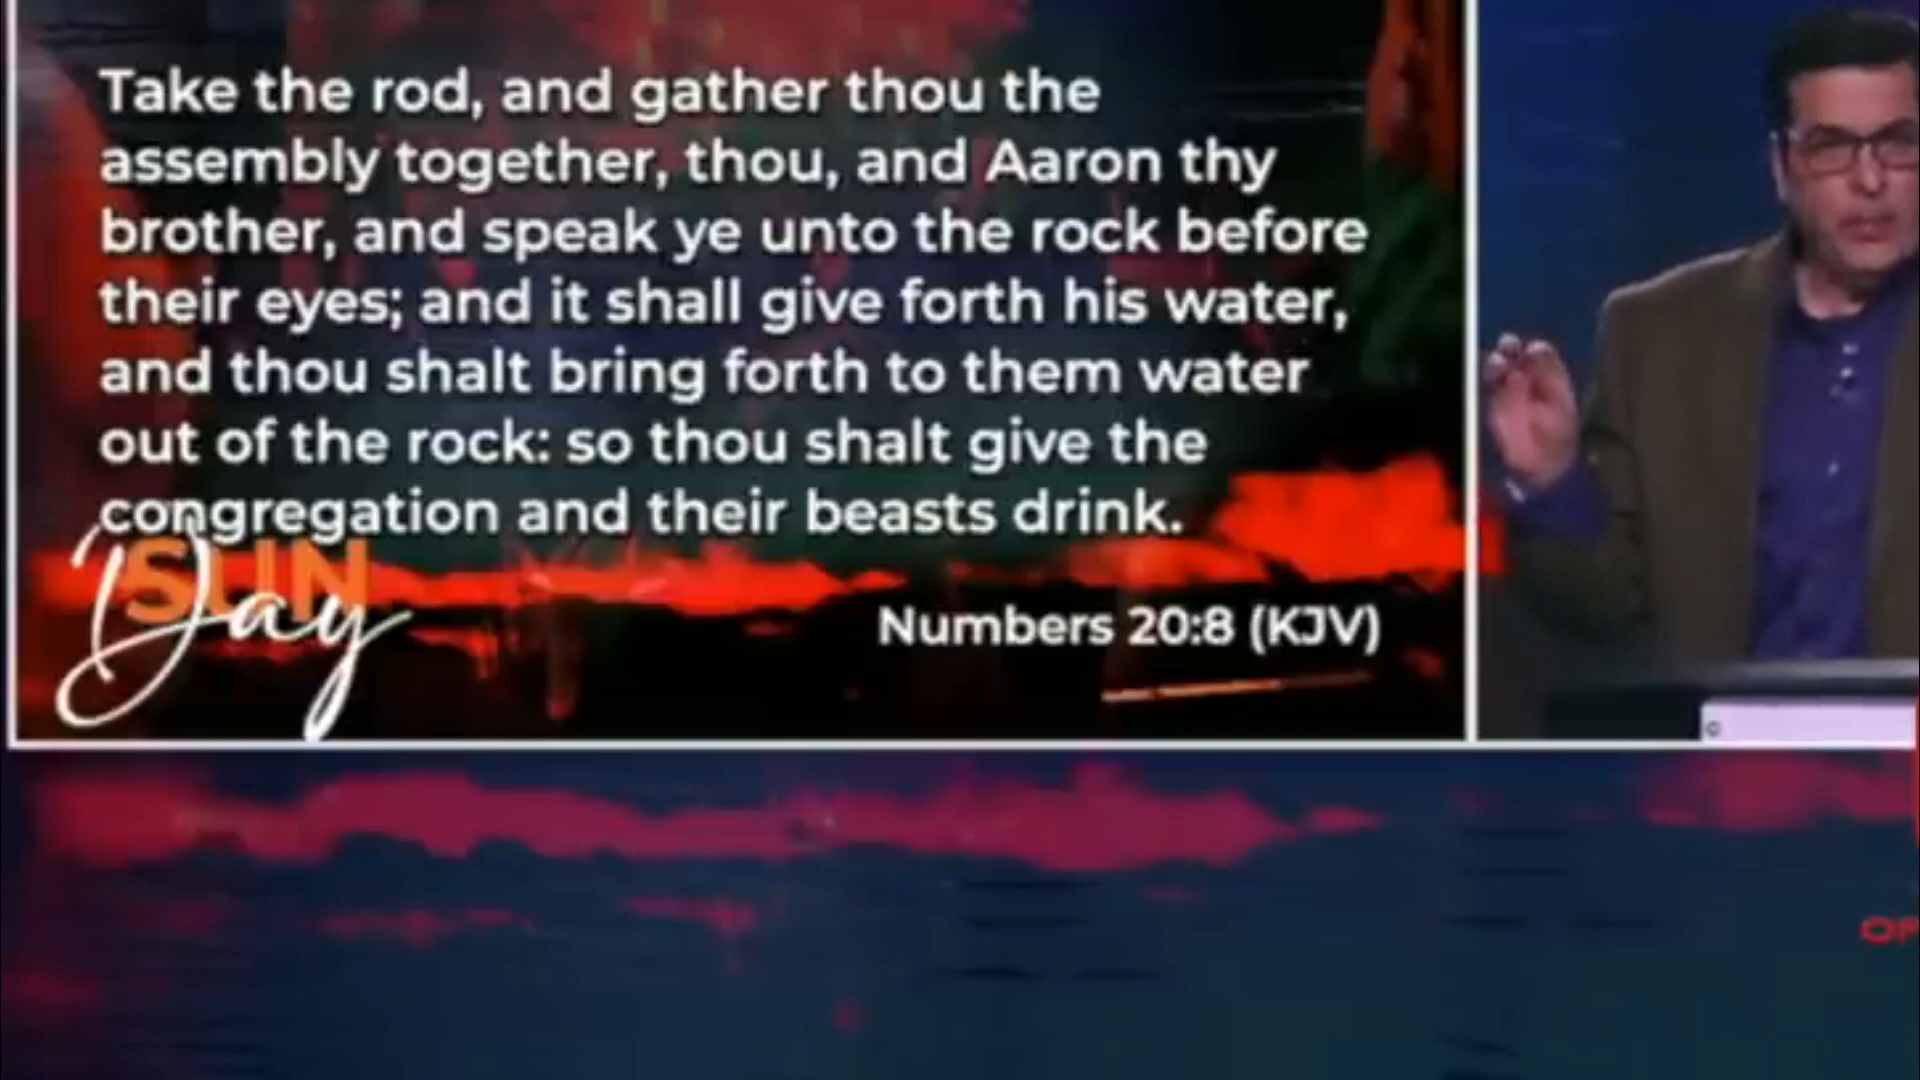 Take the rod, and gather thou the
assembly together, thou, and Aaron thy
brother, and speak ye unto the rock before
their eyes; and it shall give forth his water,
and thou shalt bring forth to them water
out of the rock: so thou shalt give the
congregation and their beasts drink.
SUN
Day
Numbers 20:8 (KJV)